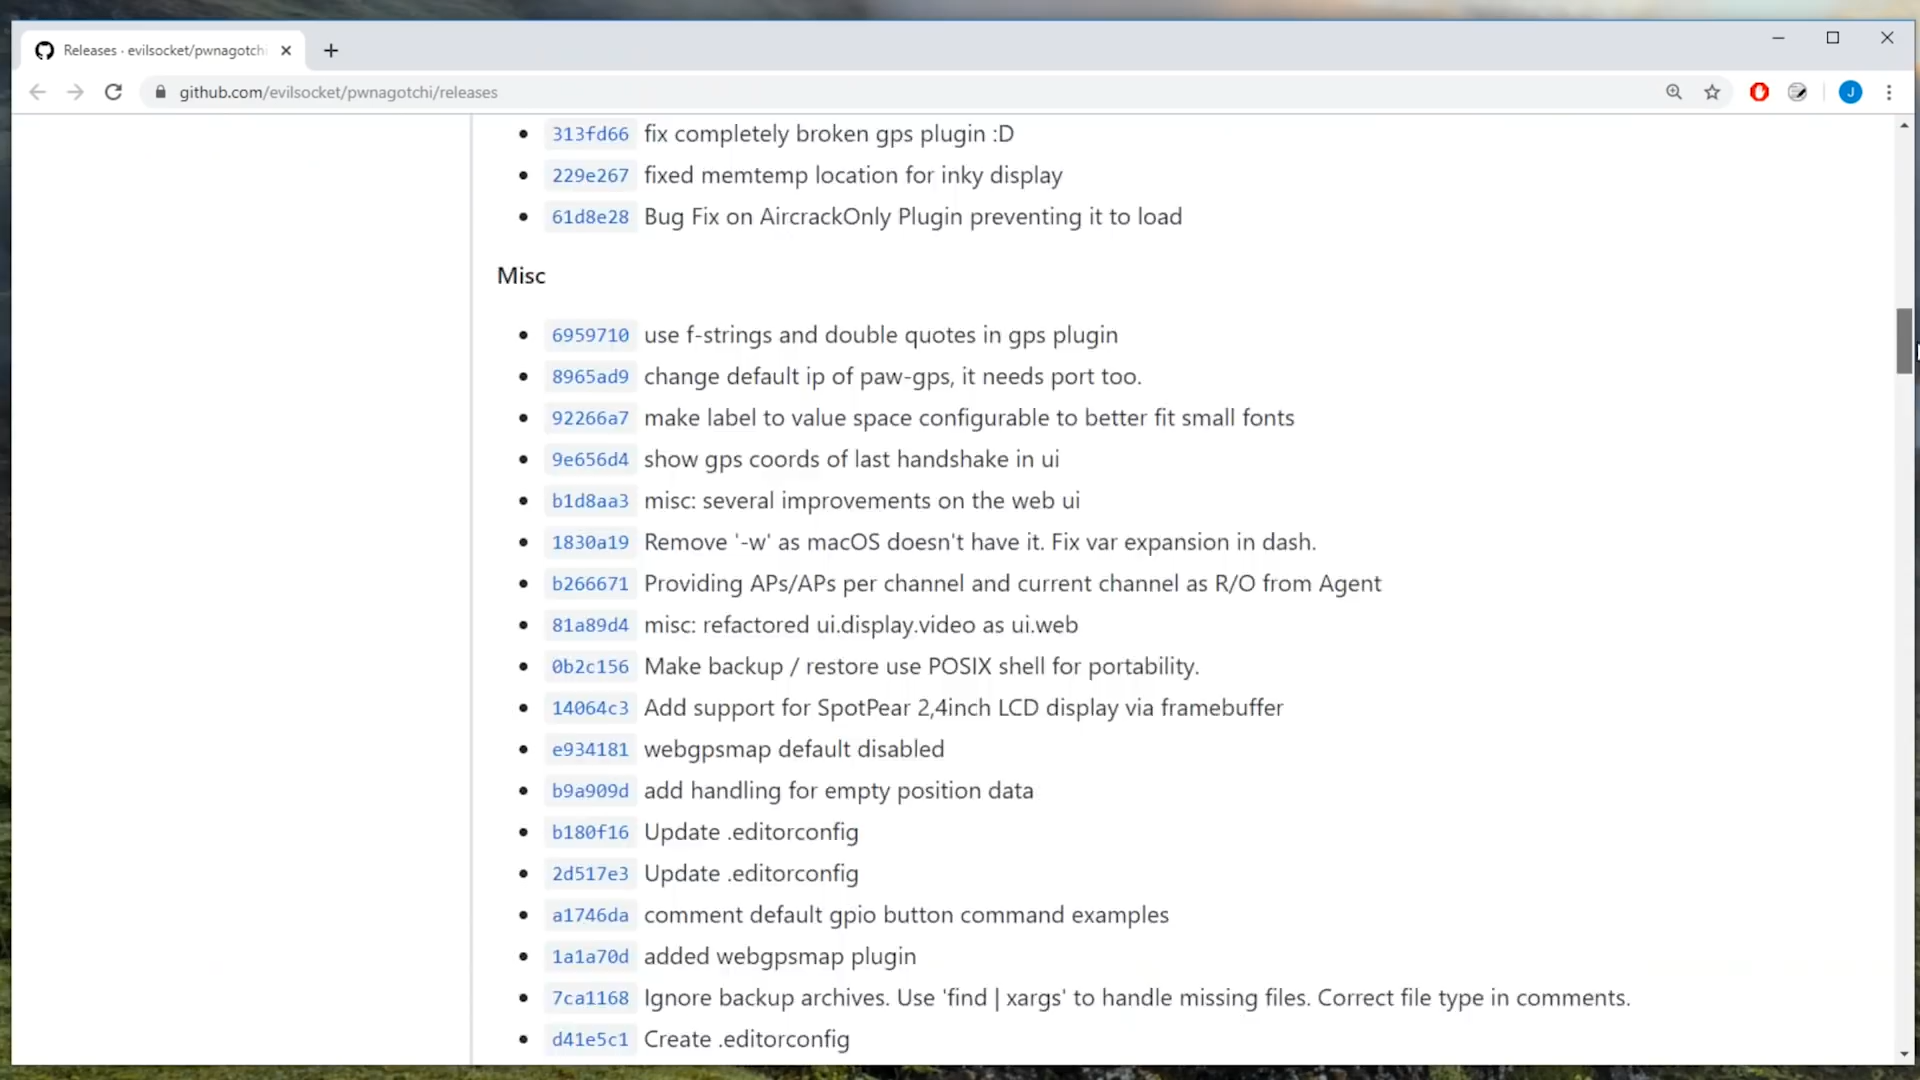 Releases · evilsocket/pwnagotchi
github.com/evilsocket/pwnagotchi/releases
J
313fd66 fix completely broken gps plugin :D
229e267 fixed memtemp location for inky display
61d8e28 Bug Fix on AircrackOnly Plugin preventing it to load
Misc
6959710 use f-strings and double quotes in gps plugin
8965ad9 change default ip of paw-gps, it needs port too.
92266a7 make label to value space configurable to better fit small fonts
9e656d4 show gps coords of last handshake in ui
b1d8aa3 misc: several improvements on the web ui
1830a19 Remove '-w' as macOS doesn't have it. Fix var expansion in dash.
b266671 Providing APs/APs per channel and current channel as R/O from Agent
81a89d4 misc: refactored ui.display.video as ui.web
0b2c156 Make backup / restore use POSIX shell for portability.
14064c3 Add support for SpotPear 2,4inch LCD display via framebuffer
e934181 webgpsmap default disabled
b9a909d add handling for empty position data
b180f16 Update .editorconfig
2d517e3 Update .editorconfig
a1746da comment default gpio button command examples
1a1a70d added webgpsmap plugin
7ca1168 Ignore backup archives. Use 'find | xargs' to handle missing files. Correct file type in comments.
d41e5c1 Create .editorconfig